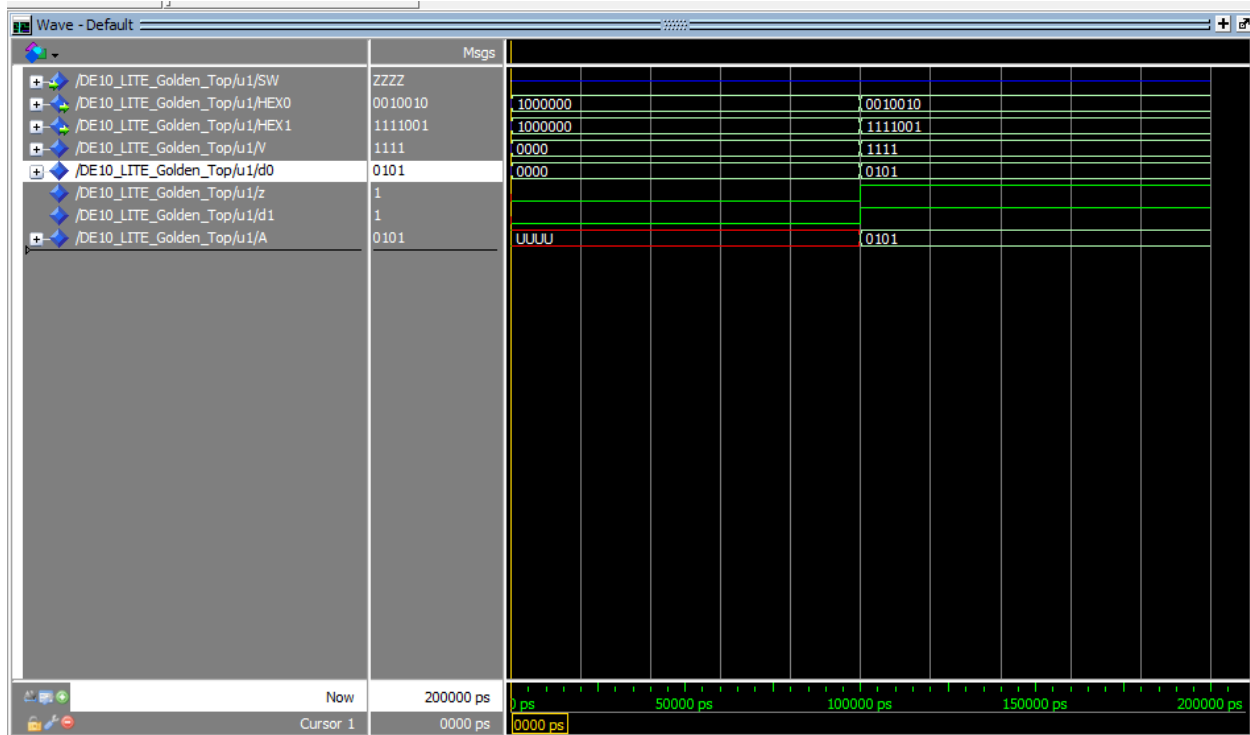 Wave - Default
Msgs
/DE10_LITE_Golden_Top/u1/SW ZZZZ
/DE10_LITE_Golden_Top/u1/HEX0 0010010 1000000 0010010
/DE10_LITE_Golden_Top/u1/HEX1 1111001 1000000 1111001
/DE10_LITE_Golden_Top/u1/V 1111 0000 1111
/DE10_LITE_Golden_Top/u1/d0 0101 0000 0101
/DE10_LITE_Golden_Top/u1/z 1
/DE10_LITE_Golden_Top/u1/d1 1
/DE10_LITE_Golden_Top/u1/A 0101 UUUU 0101
Now 200000 ps 0 ps 50000 ps 100000 ps 150000 ps 200000 ps
Cursor 1 0000 ps 0000 ps